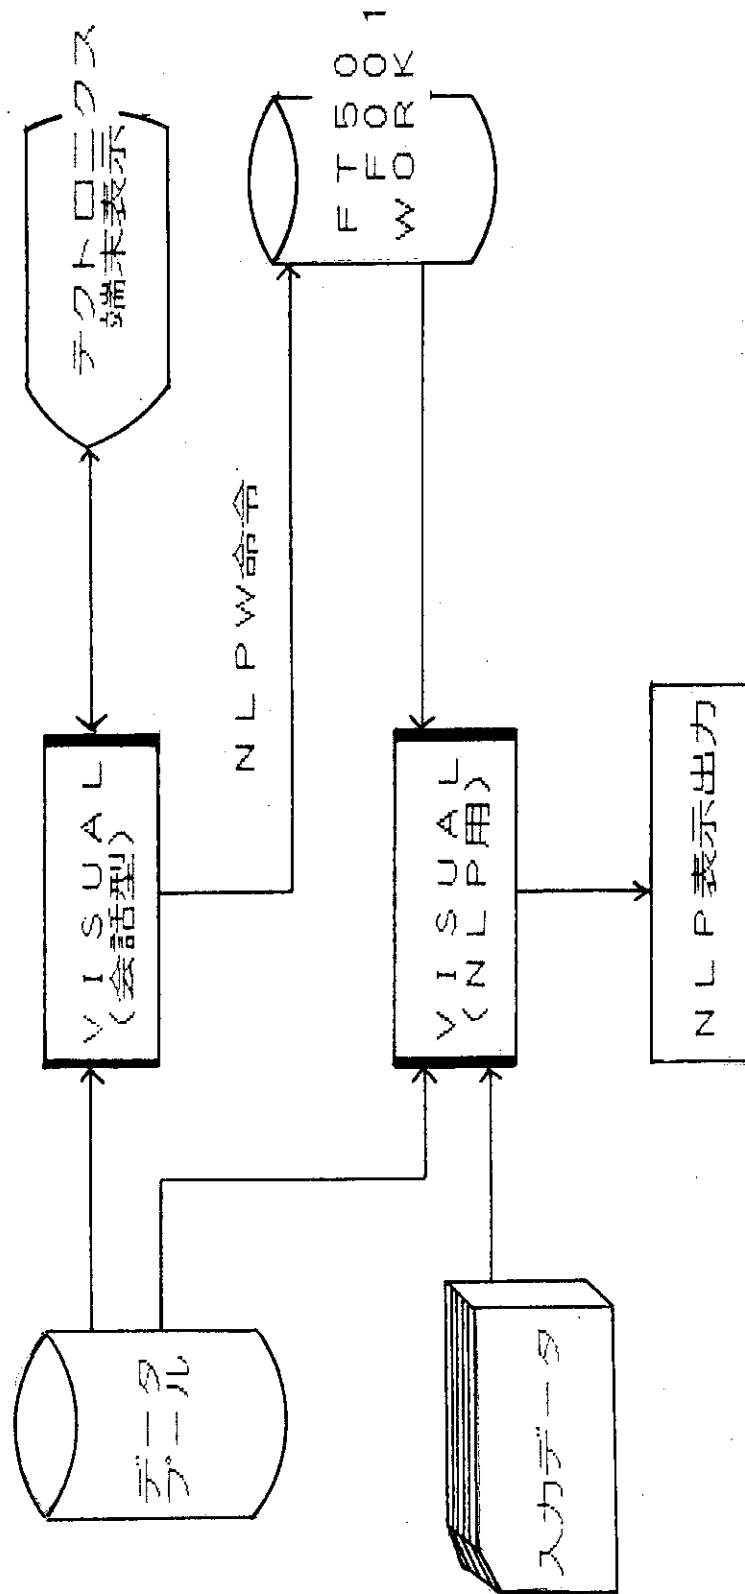 データ
プール
VISUAL
(会話型)
テクトロニクス
端末表示
NLPW命令
FT50
F001
WORK
VISUAL
(NLP用)
入力データ
NLP表示出力